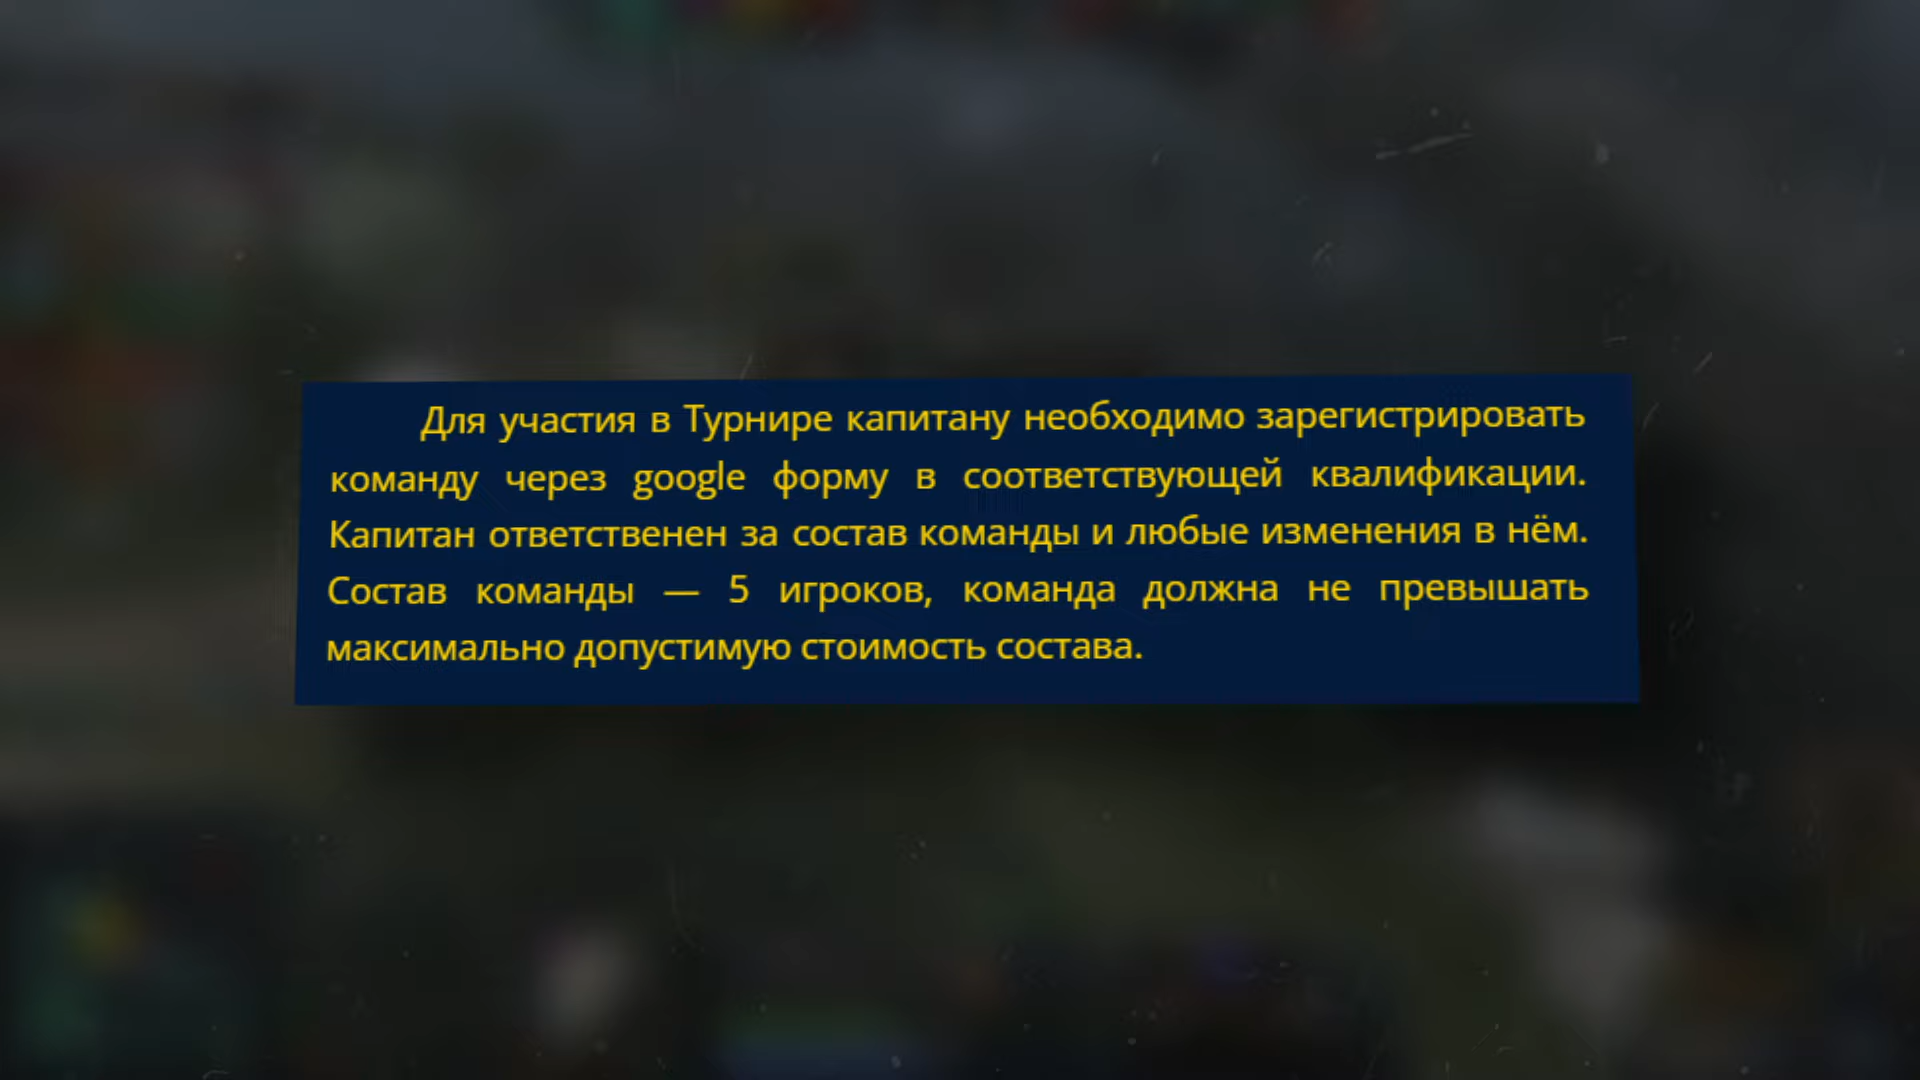 Для участия в Турнире капитану необходимо зарегистрировать
команду через google форму в соответствующей квалификации.
Капитан ответственен за состав команды и любые изменения в нём.
Состав команды — 5 игроков, команда должна не превышать
максимально допустимую стоимость состава.